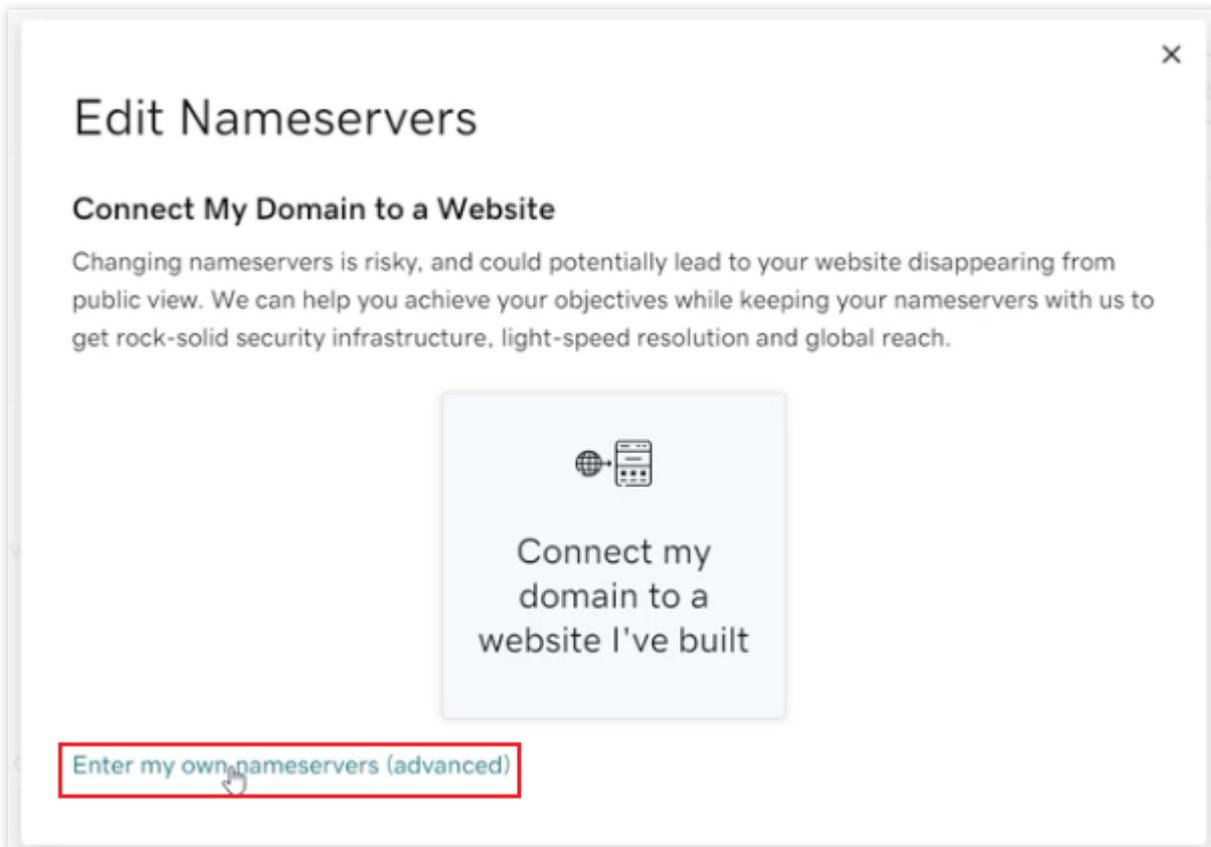 Edit Nameservers
Connect My Domain to a Website
Changing nameservers is risky, and could potentially lead to your website disappearing from
public view. We can help you achieve your objectives while keeping your nameservers with us to
get rock-solid security infrastructure, light-speed resolution and global reach.
Connect my
domain to a
website I've built
Enter my own nameservers (advanced)